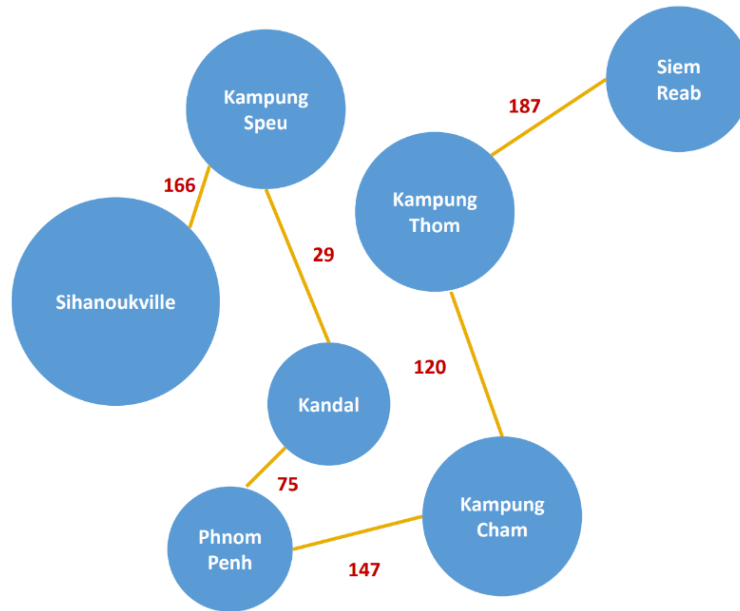 Siem
Reab
Kampung
Speu
187
166
Kampung
Thom
29
Sihanoukville
120
Kandal
75
Kampung
Cham
Phnom
Penh
147